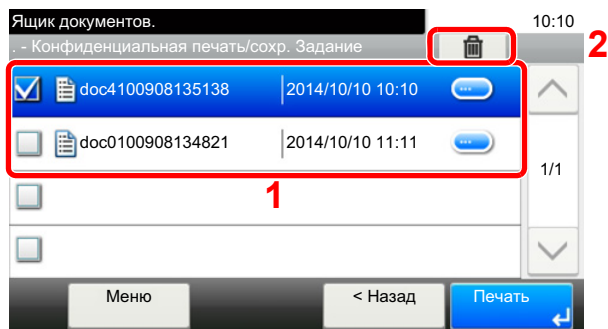 Ящик документов. 10:10
. - Конфиденциальная печать/сохр. Задание 2
doc4100908135138 2014/10/10 10:10 ...
doc0100908134821 2014/10/10 11:11 ...
1/1
1
Меню < Назад Печать